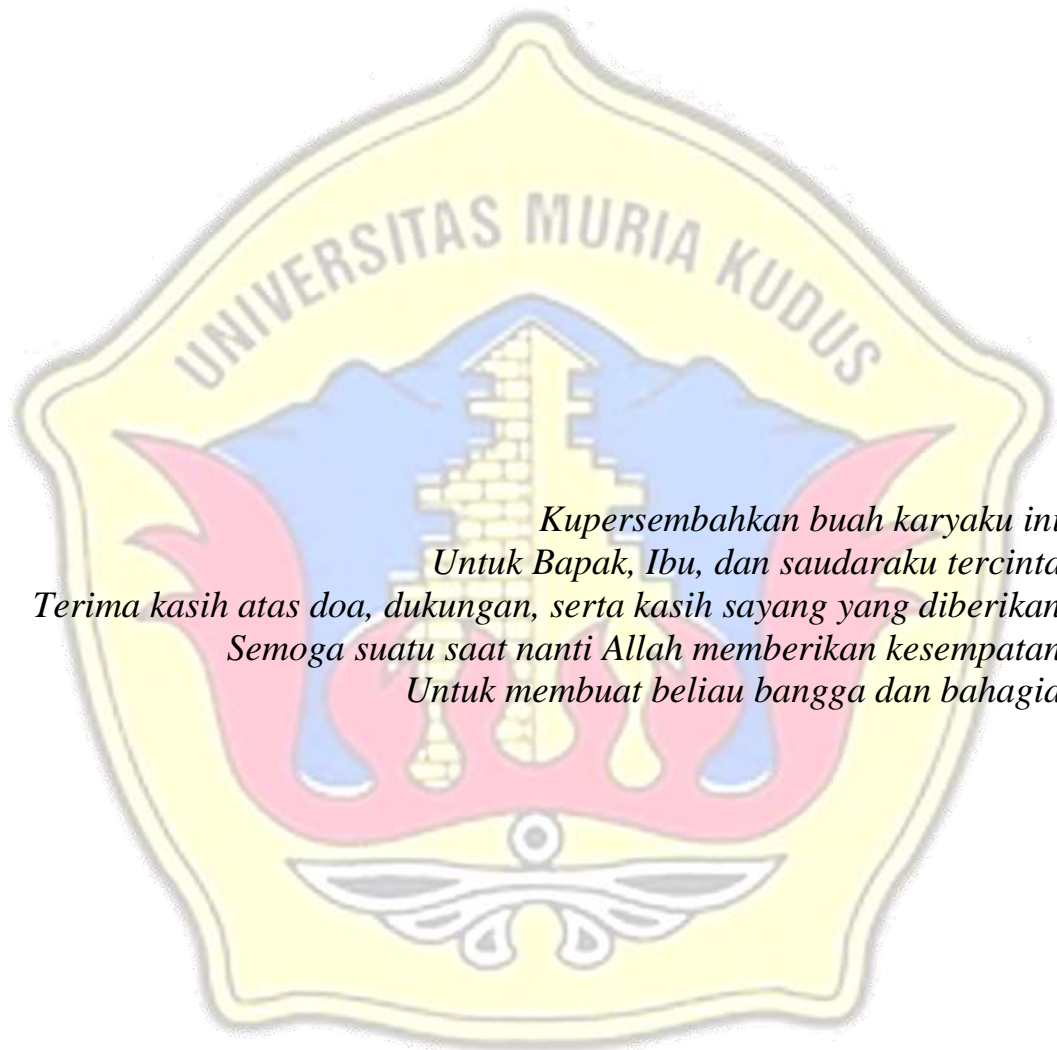 UNIVERSITAS MURIA KUDUS
Kupersembahkan buah karyaku ini
Untuk Bapak, Ibu, dan saudaraku tercinta
Terima kasih atas doa, dukungan, serta kasih sayang yang diberikan
Semoga suatu saat nanti Allah memberikan kesempatan
Untuk membuat beliau bangga dan bahagia